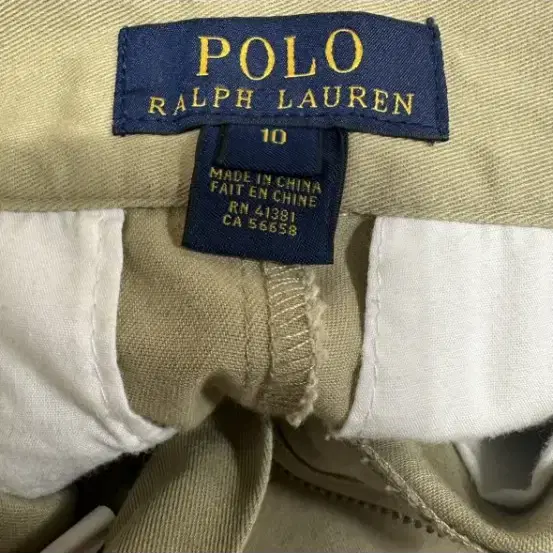 POLO
RALPH LAUREN
10
MADE IN CHINA
FAIT EN CHINE
RN 41381
CA 56658